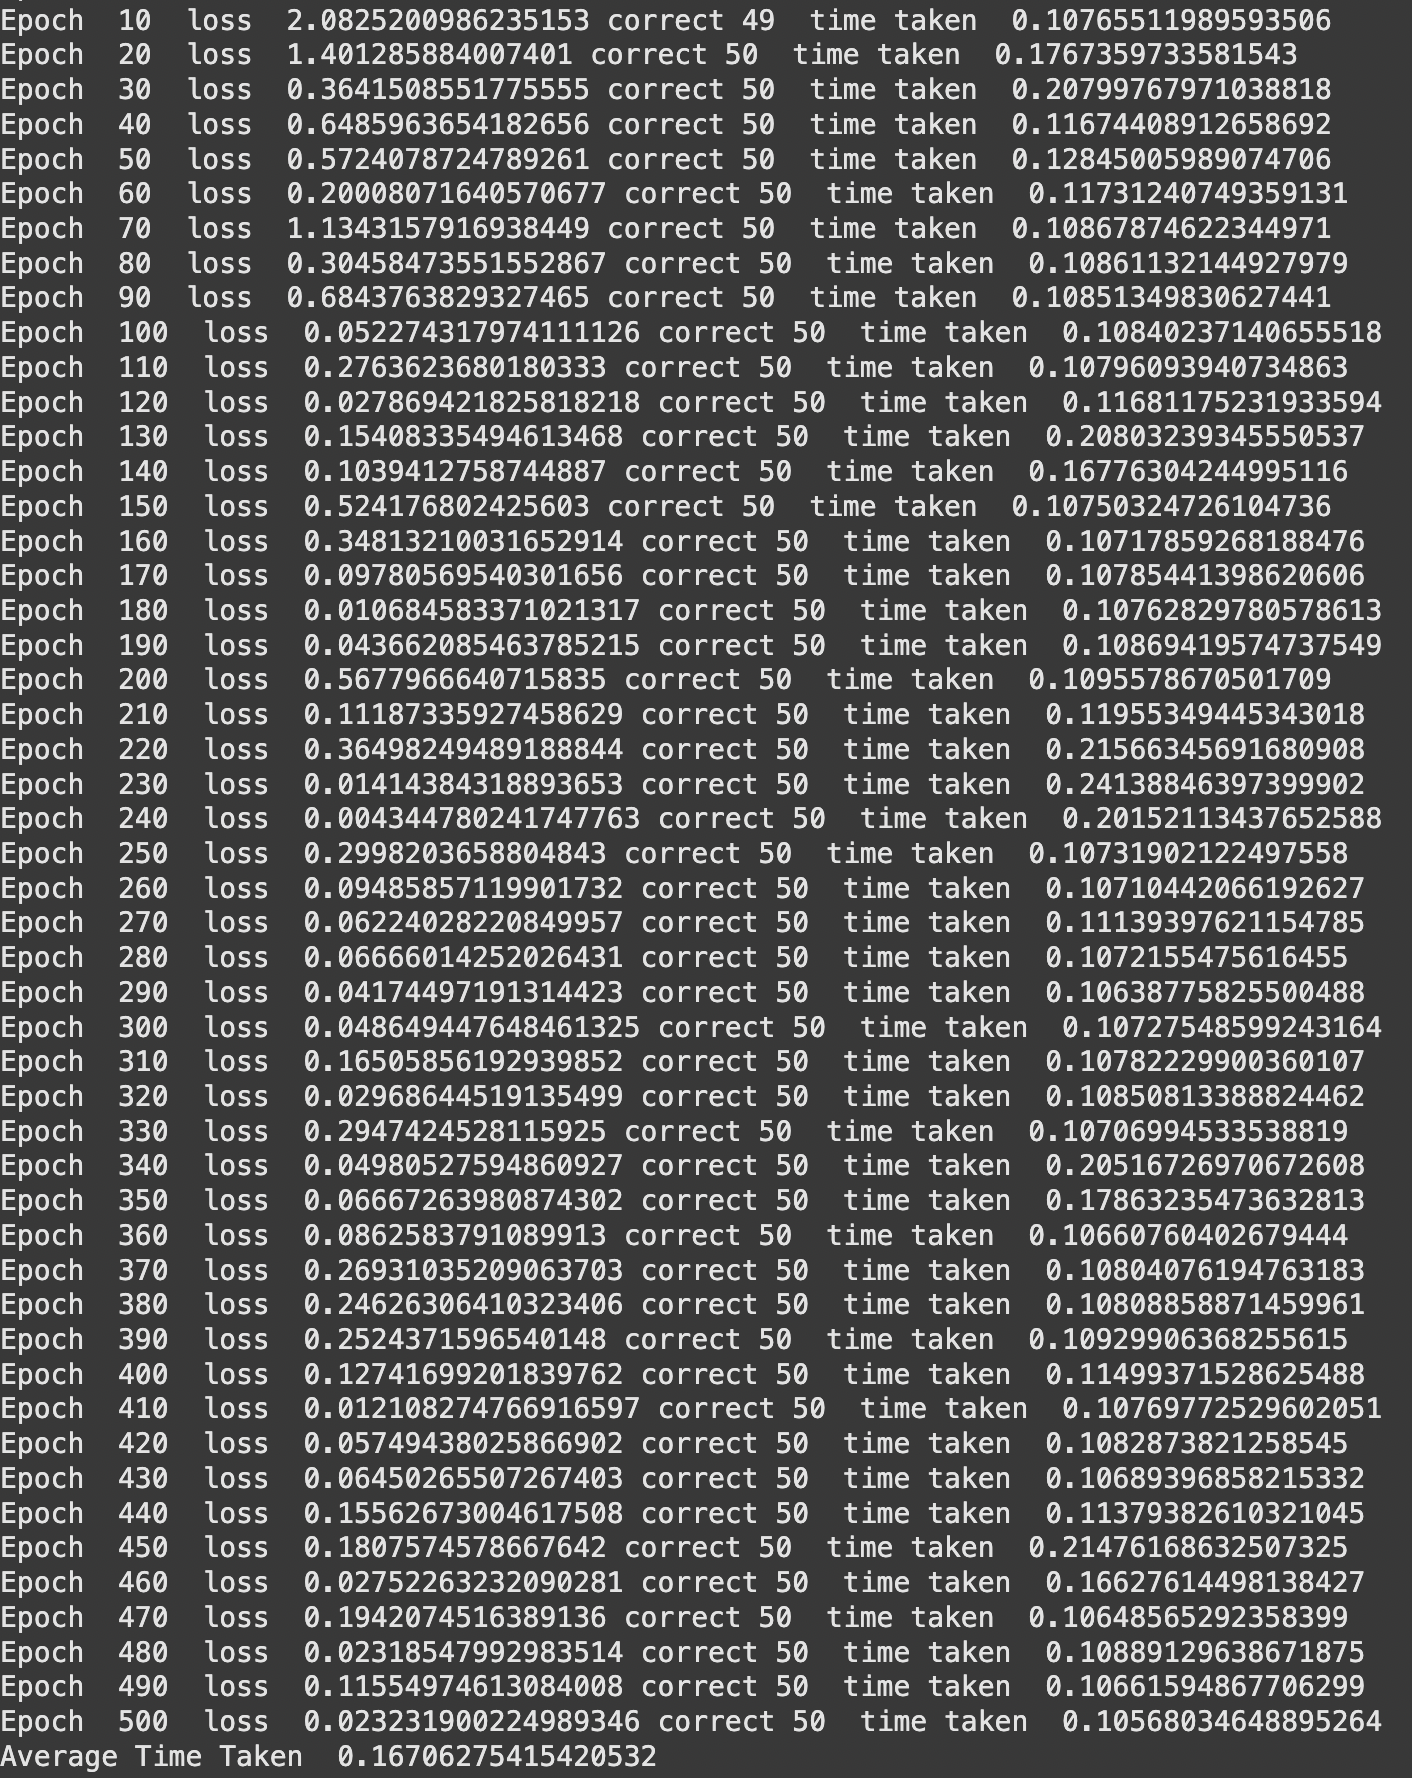 Epoch  10  loss  2.0825200986235153 correct 49  time taken  0.10765511989593506
Epoch  20  loss  1.401285884007401 correct 50  time taken  0.1767359733581543
Epoch  30  loss  0.3641508551775555 correct 50  time taken  0.20799767971038818
Epoch  40  loss  0.6485963654182656 correct 50  time taken  0.11674408912658692
Epoch  50  loss  0.5724078724789261 correct 50  time taken  0.12845005989074706
Epoch  60  loss  0.20008071640570677 correct 50  time taken  0.11731240749359131
Epoch  70  loss  1.1343157916938449 correct 50  time taken  0.10867874622344971
Epoch  80  loss  0.30458473551552867 correct 50  time taken  0.10861132144927979
Epoch  90  loss  0.6843763829327465 correct 50  time taken  0.10851349830627441
Epoch  100  loss  0.052274317974111126 correct 50  time taken  0.10840237140655518
Epoch  110  loss  0.2763623680180333 correct 50  time taken  0.10796093940734863
Epoch  120  loss  0.027869421825818218 correct 50  time taken  0.11681175231933594
Epoch  130  loss  0.15408335494613468 correct 50  time taken  0.20803239345550537
Epoch  140  loss  0.1039412758744887 correct 50  time taken  0.16776304244995116
Epoch  150  loss  0.524176802425603 correct 50  time taken  0.10750324726104736
Epoch  160  loss  0.34813210031652914 correct 50  time taken  0.10717859268188476
Epoch  170  loss  0.09780569540301656 correct 50  time taken  0.10785441398620606
Epoch  180  loss  0.010684583371021317 correct 50  time taken  0.10762829780578613
Epoch  190  loss  0.043662085463785215 correct 50  time taken  0.10869419574737549
Epoch  200  loss  0.5677966640715835 correct 50  time taken  0.1095578670501709
Epoch  210  loss  0.11187335927458629 correct 50  time taken  0.11955349445343018
Epoch  220  loss  0.36498249489188844 correct 50  time taken  0.21566345691680908
Epoch  230  loss  0.01414384318893653 correct 50  time taken  0.24138846397399902
Epoch  240  loss  0.004344780241747763 correct 50  time taken  0.20152113437652588
Epoch  250  loss  0.2998203658804843 correct 50  time taken  0.10731902122497558
Epoch  260  loss  0.09485857119901732 correct 50  time taken  0.10710442066192627
Epoch  270  loss  0.06224028220849957 correct 50  time taken  0.11139397621154785
Epoch  280  loss  0.06666014252026431 correct 50  time taken  0.1072155475616455
Epoch  290  loss  0.04174497191314423 correct 50  time taken  0.10638775825500488
Epoch  300  loss  0.048649447648461325 correct 50  time taken  0.10727548599243164
Epoch  310  loss  0.16505856192939852 correct 50  time taken  0.10782229900360107
Epoch  320  loss  0.02968644519135499 correct 50  time taken  0.10850813388824462
Epoch  330  loss  0.2947424528115925 correct 50  time taken  0.10706994533538819
Epoch  340  loss  0.04980527594860927 correct 50  time taken  0.20516726970672608
Epoch  350  loss  0.06667263980874302 correct 50  time taken  0.17863235473632813
Epoch  360  loss  0.0862583791089913 correct 50  time taken  0.10660760402679444
Epoch  370  loss  0.26931035209063703 correct 50  time taken  0.10804076194763183
Epoch  380  loss  0.24626306410323406 correct 50  time taken  0.10808858871459961
Epoch  390  loss  0.2524371596540148 correct 50  time taken  0.10929906368255615
Epoch  400  loss  0.12741699201839762 correct 50  time taken  0.11499371528625488
Epoch  410  loss  0.012108274766916597 correct 50  time taken  0.10769772529602051
Epoch  420  loss  0.05749438025866902 correct 50  time taken  0.1082873821258545
Epoch  430  loss  0.06450265507267403 correct 50  time taken  0.10689396858215332
Epoch  440  loss  0.15562673004617508 correct 50  time taken  0.11379382610321045
Epoch  450  loss  0.1807574578667642 correct 50  time taken  0.21476168632507325
Epoch  460  loss  0.02752263232090281 correct 50  time taken  0.16627614498138427
Epoch  470  loss  0.1942074516389136 correct 50  time taken  0.10648565292358399
Epoch  480  loss  0.02318547992983514 correct 50  time taken  0.10889129638671875
Epoch  490  loss  0.11554974613084008 correct 50  time taken  0.10661594867706299
Epoch  500  loss  0.023231900224989346 correct 50  time taken  0.10568034648895264
Average Time Taken  0.16706275415420532